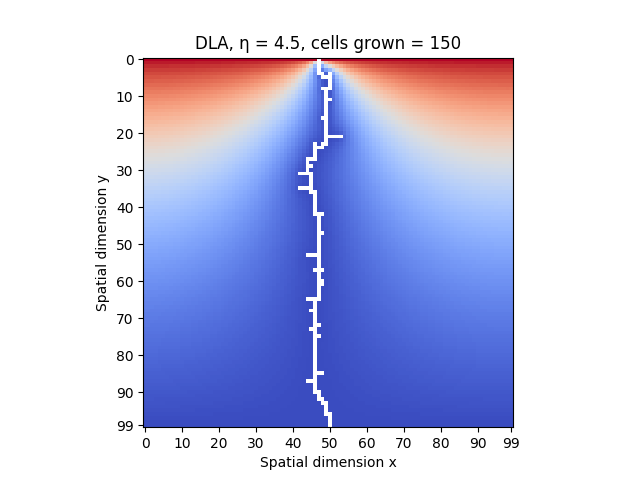 DLA, η = 4.5, cells grown = 150
0
10
20
30
40
50
60
70
80
90
99
Spatial dimension y
0 10 20 30 40 50 60 70 80 90 99
Spatial dimension x